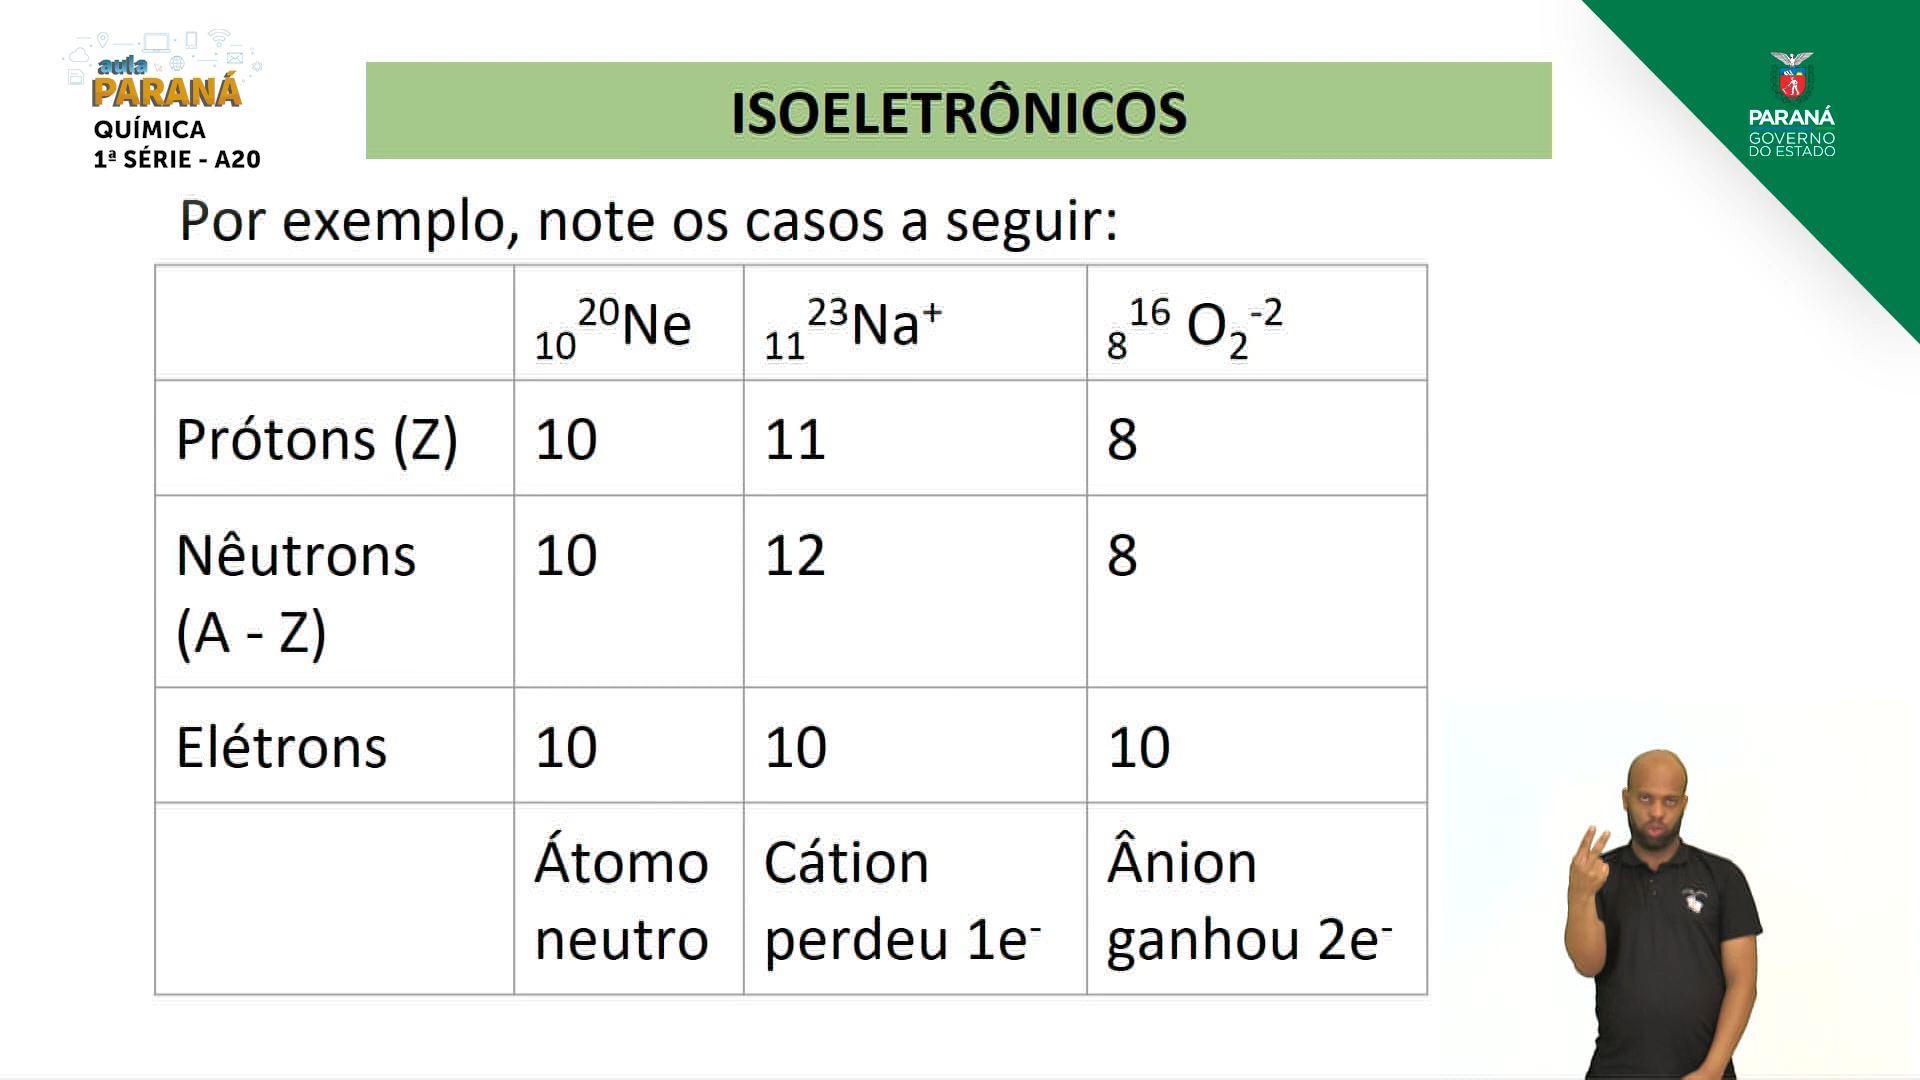 aula
PARANÁ
QUÍMICA
1ª SÉRIE - A20
ISOELETRÔNICOS
PARANÁ
GOVERNO
DO ESTADO
Por exemplo, note os casos a seguir:
₁₀²⁰Ne ₁₁²³Na⁺ ₈¹⁶ O₂⁻²
Prótons (Z) 10 11 8
Nêutrons (A - Z) 10 12 8
Elétrons 10 10 10
Átomo neutro Cátion perdeu 1e⁻ Ânion ganhou 2e⁻